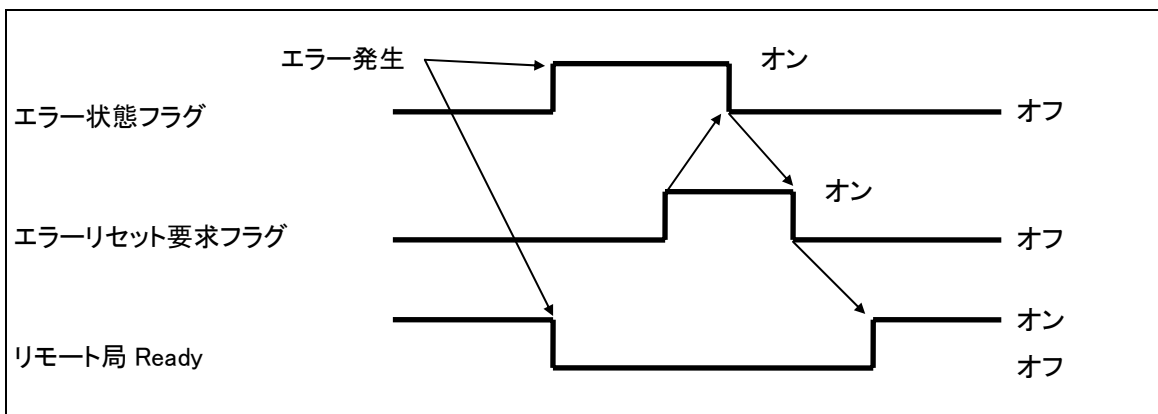 エラー発生
オン
エラー状態フラグ
オフ
オン
エラーリセット要求フラグ
オフ
オン
リモート局 Ready
オフ